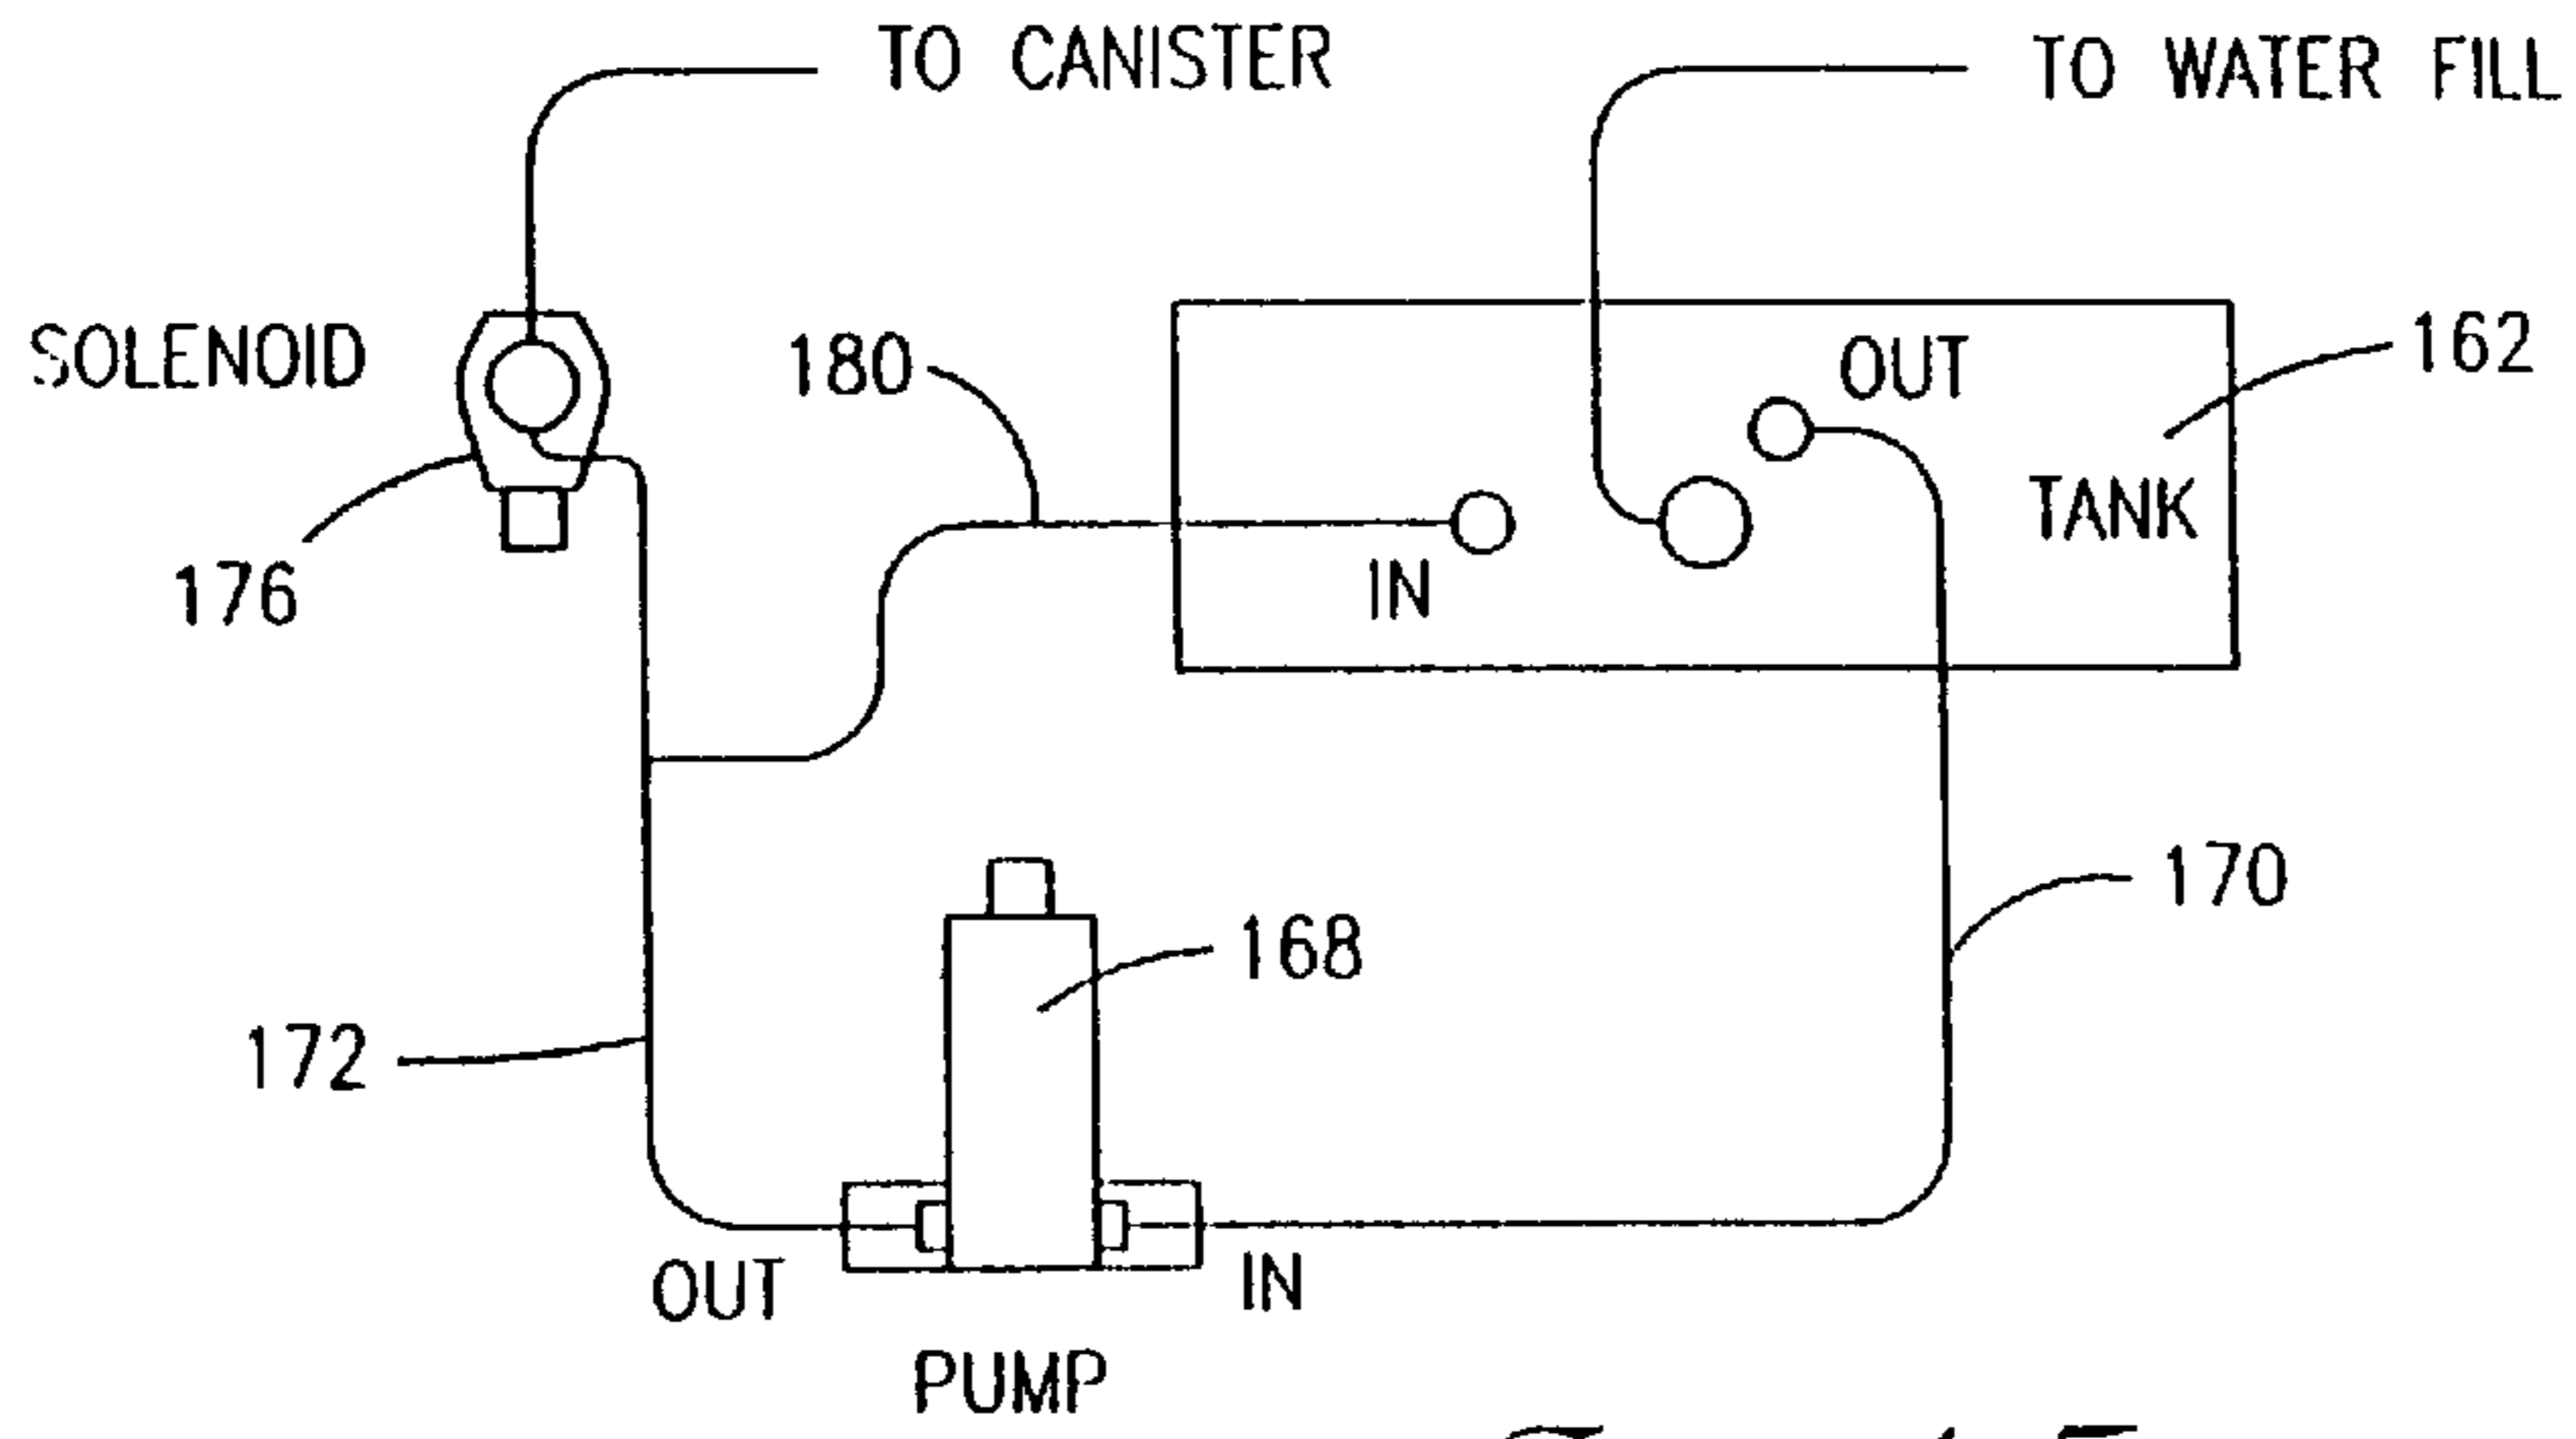 TO CANISTER
TO WATER FILL
SOLENOID
180
OUT
162
TANK
176
IN
170
168
172
OUT
IN
PUMP